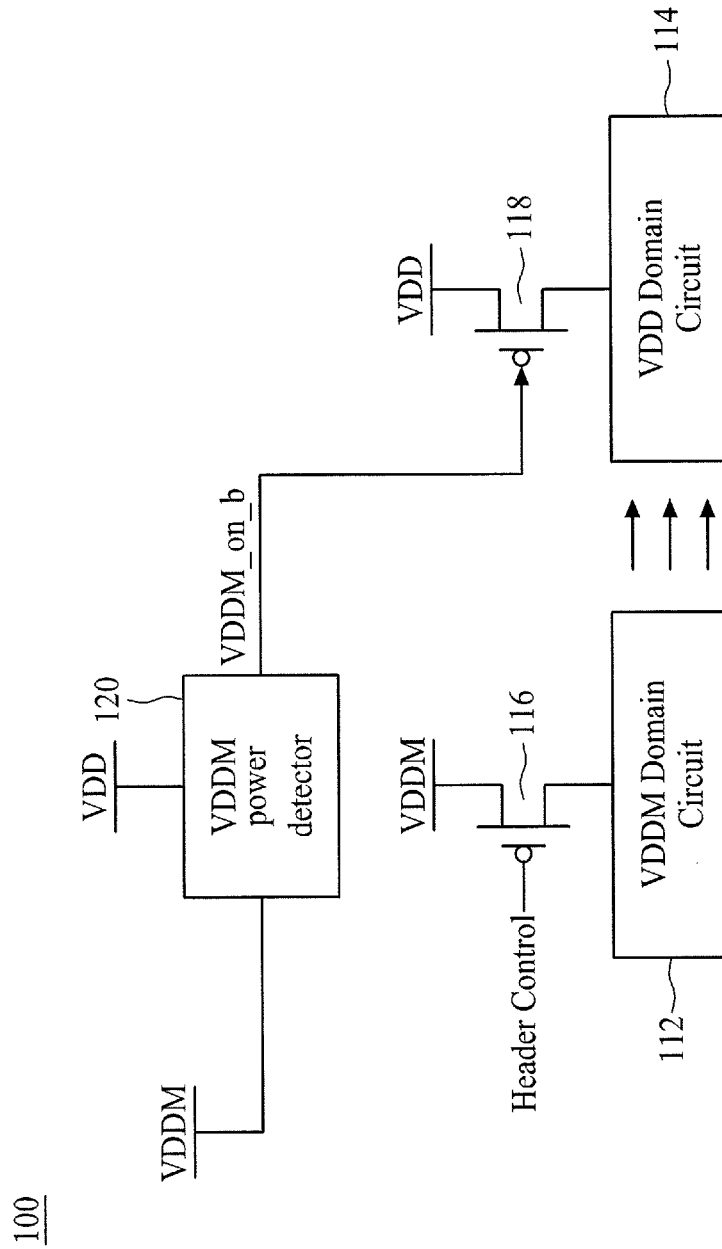 100
VDDM
VDD
120
VDDM
power
detector
VDDM_on_b
VDDM
116
Header Control
VDD
118
VDDM Domain
Circuit
112
VDD Domain
Circuit
114